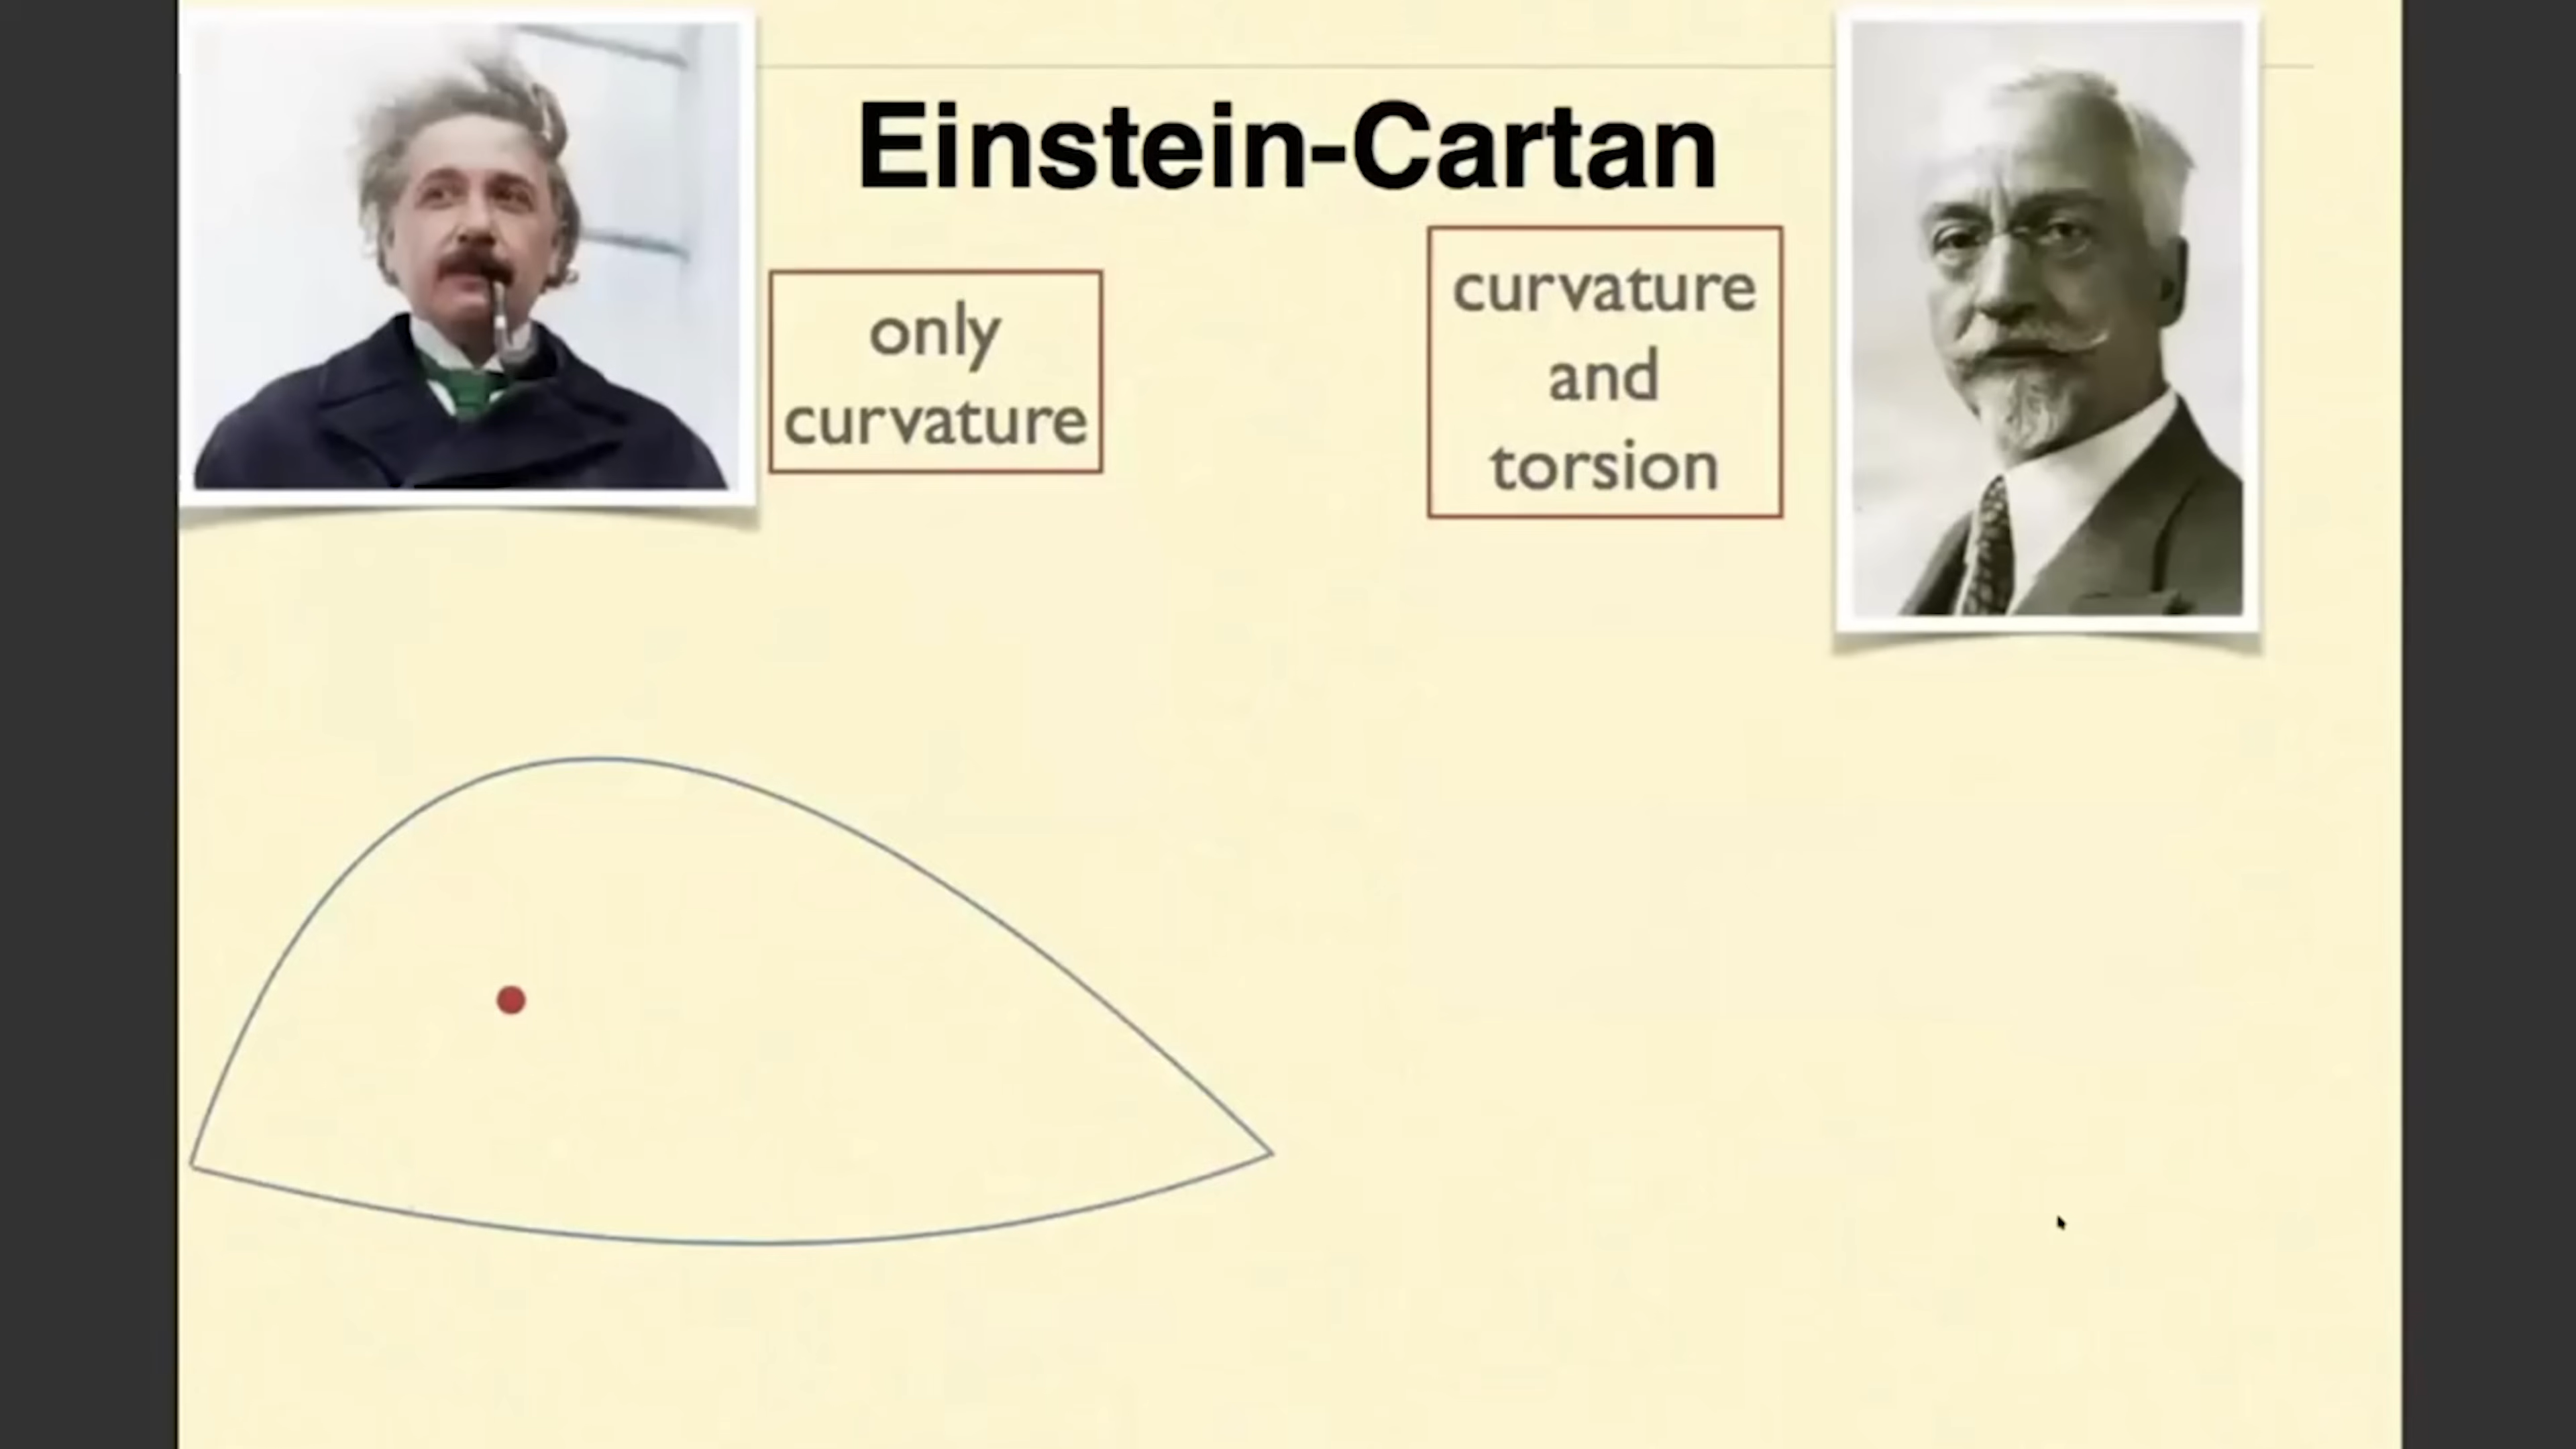 Einstein-Cartan
only
curvature
curvature
and
torsion